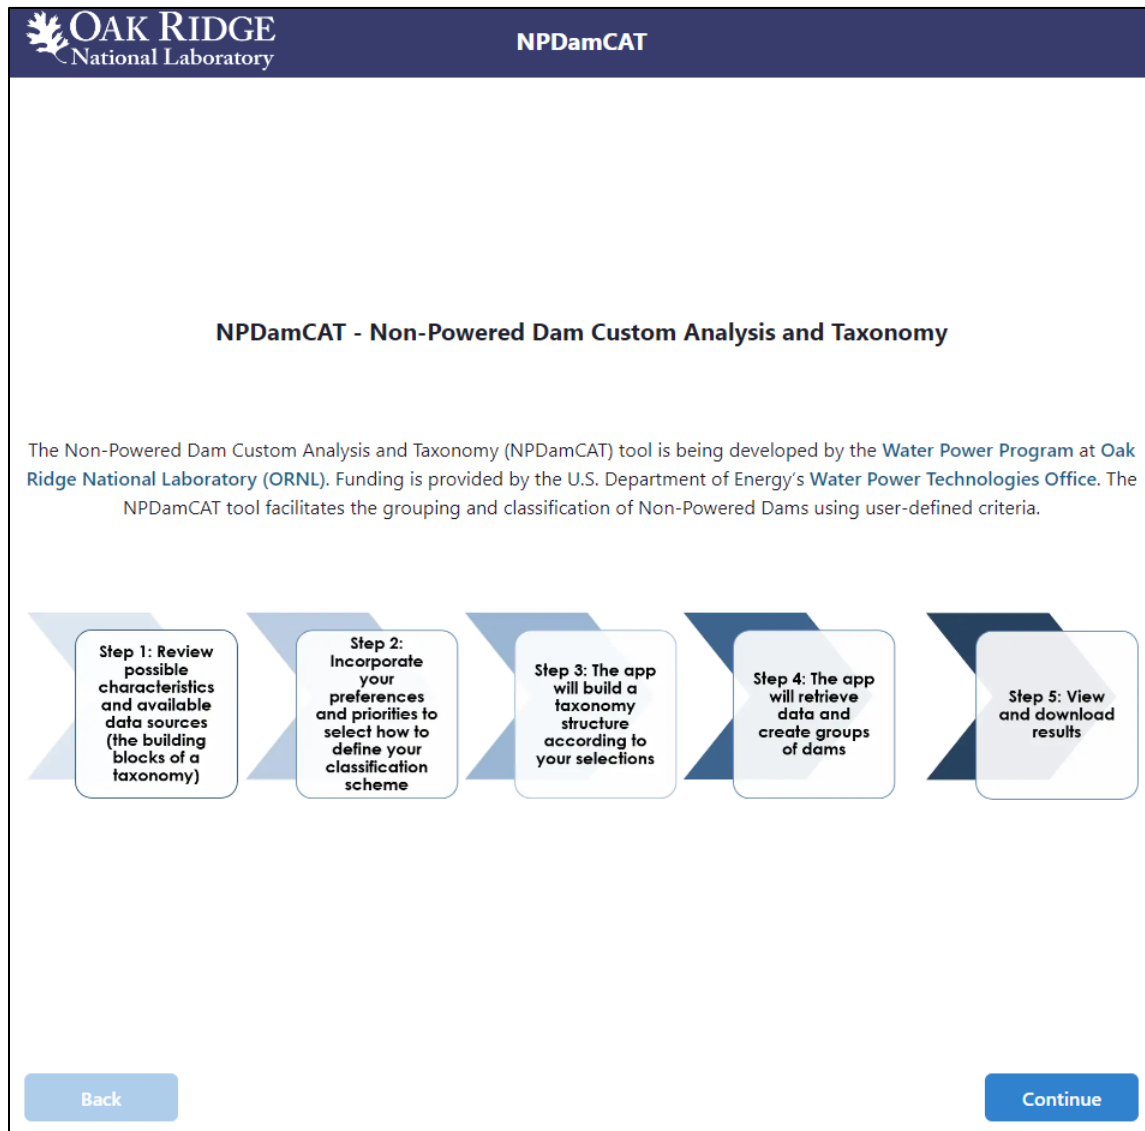 OAK RIDGE
National Laboratory
NPDamCAT
NPDamCAT - Non-Powered Dam Custom Analysis and Taxonomy
The Non-Powered Dam Custom Analysis and Taxonomy (NPDamCAT) tool is being developed by the Water Power Program at Oak
Ridge National Laboratory (ORNL). Funding is provided by the U.S. Department of Energy's Water Power Technologies Office. The
NPDamCAT tool facilitates the grouping and classification of Non-Powered Dams using user-defined criteria.
Step 1: Review
possible
characteristics
and available
data sources
(the building
blocks of a
taxonomy)
Step 2:
Incorporate
your
preferences
and priorities to
select how to
define your
classification
scheme
Step 3: The app
will build a
taxonomy
structure
according to
your selections
Step 4: The app
will retrieve
data and
create groups
of dams
Step 5: View
and download
results
Back
Continue